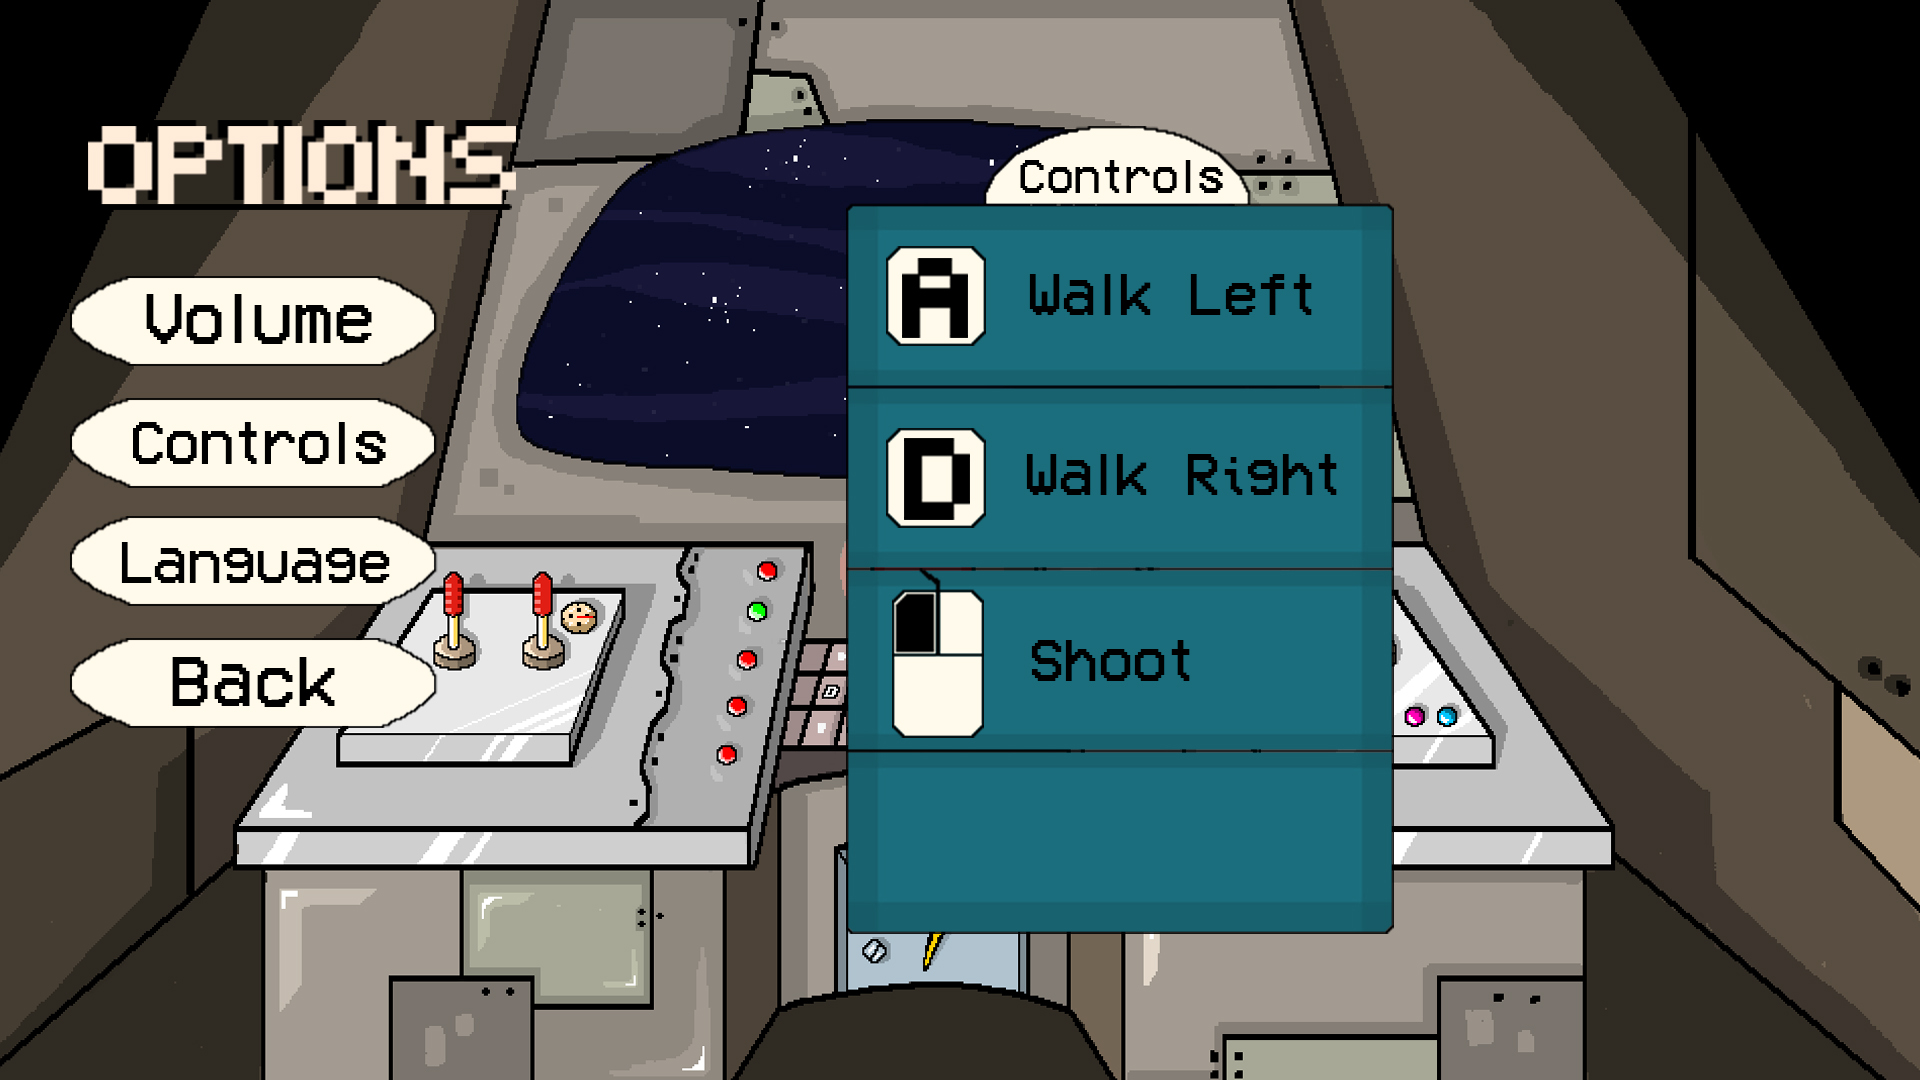 OPTIONS
Volume
Controls
Language
Back
Controls
A Walk Left
D Walk Right
Shoot
D